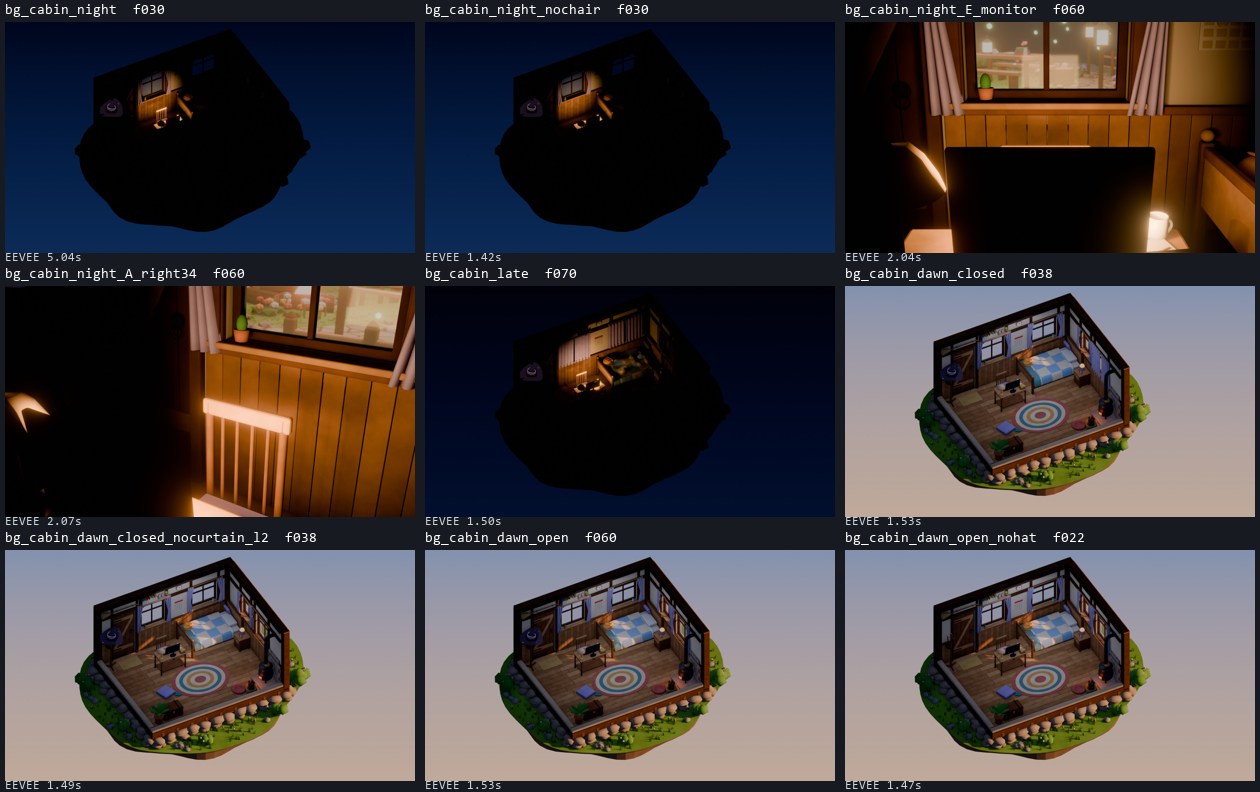 bg_cabin_night f030
bg_cabin_night_nochair f030
bg_cabin_night_E_monitor f060
EEVEE 5.04s
EEVEE 1.42s
EEVEE 2.04s
bg_cabin_night_A_right34 f060
bg_cabin_late f070
bg_cabin_dawn_closed f038
EEVEE 2.07s
EEVEE 1.50s
EEVEE 1.53s
bg_cabin_dawn_closed_nocurtain_l2 f038
bg_cabin_dawn_open f060
bg_cabin_dawn_open_nohat f022
EEVEE 1.49s
EEVEE 1.53s
EEVEE 1.47s